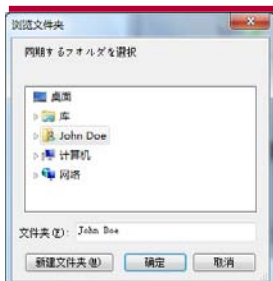 浏览文件夹
同期するフォルダを選択
桌面
库
John Doe
计算机
网络
文件夹(F): John Doe
新建文件夹(N) 确定 取消